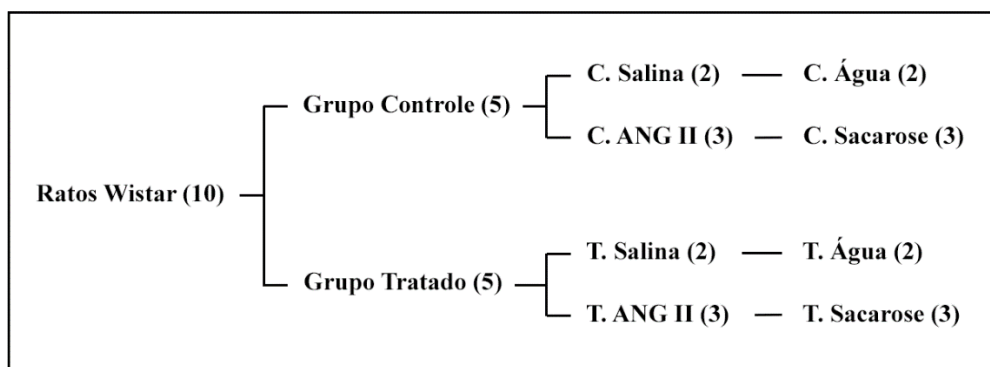 C. Salina (2) C. Água (2)
Grupo Controle (5)
C. ANG II (3) C. Sacarose (3)
Ratos Wistar (10)
T. Salina (2) T. Água (2)
Grupo Tratado (5)
T. ANG II (3) T. Sacarose (3)